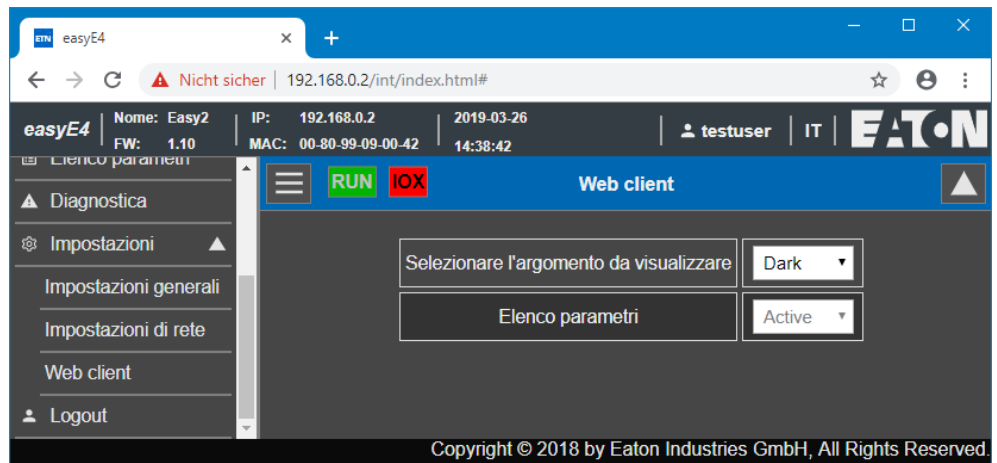 ETN easyE4
Nicht sicher 192.168.0.2/int/index.html#
easyE4
Nome: Easy2
FW: 1.10
IP: 192.168.0.2
MAC: 00-80-99-09-00-42
2019-03-26
14:38:42
testuser
IT
EATON
Elenco parametri
Diagnostica
Impostazioni
Impostazioni generali
Impostazioni di rete
Web client
Logout
RUN IOX Web client
Selezionare l'argomento da visualizzare Dark
Elenco parametri Active
Copyright © 2018 by Eaton Industries GmbH, All Rights Reserved.